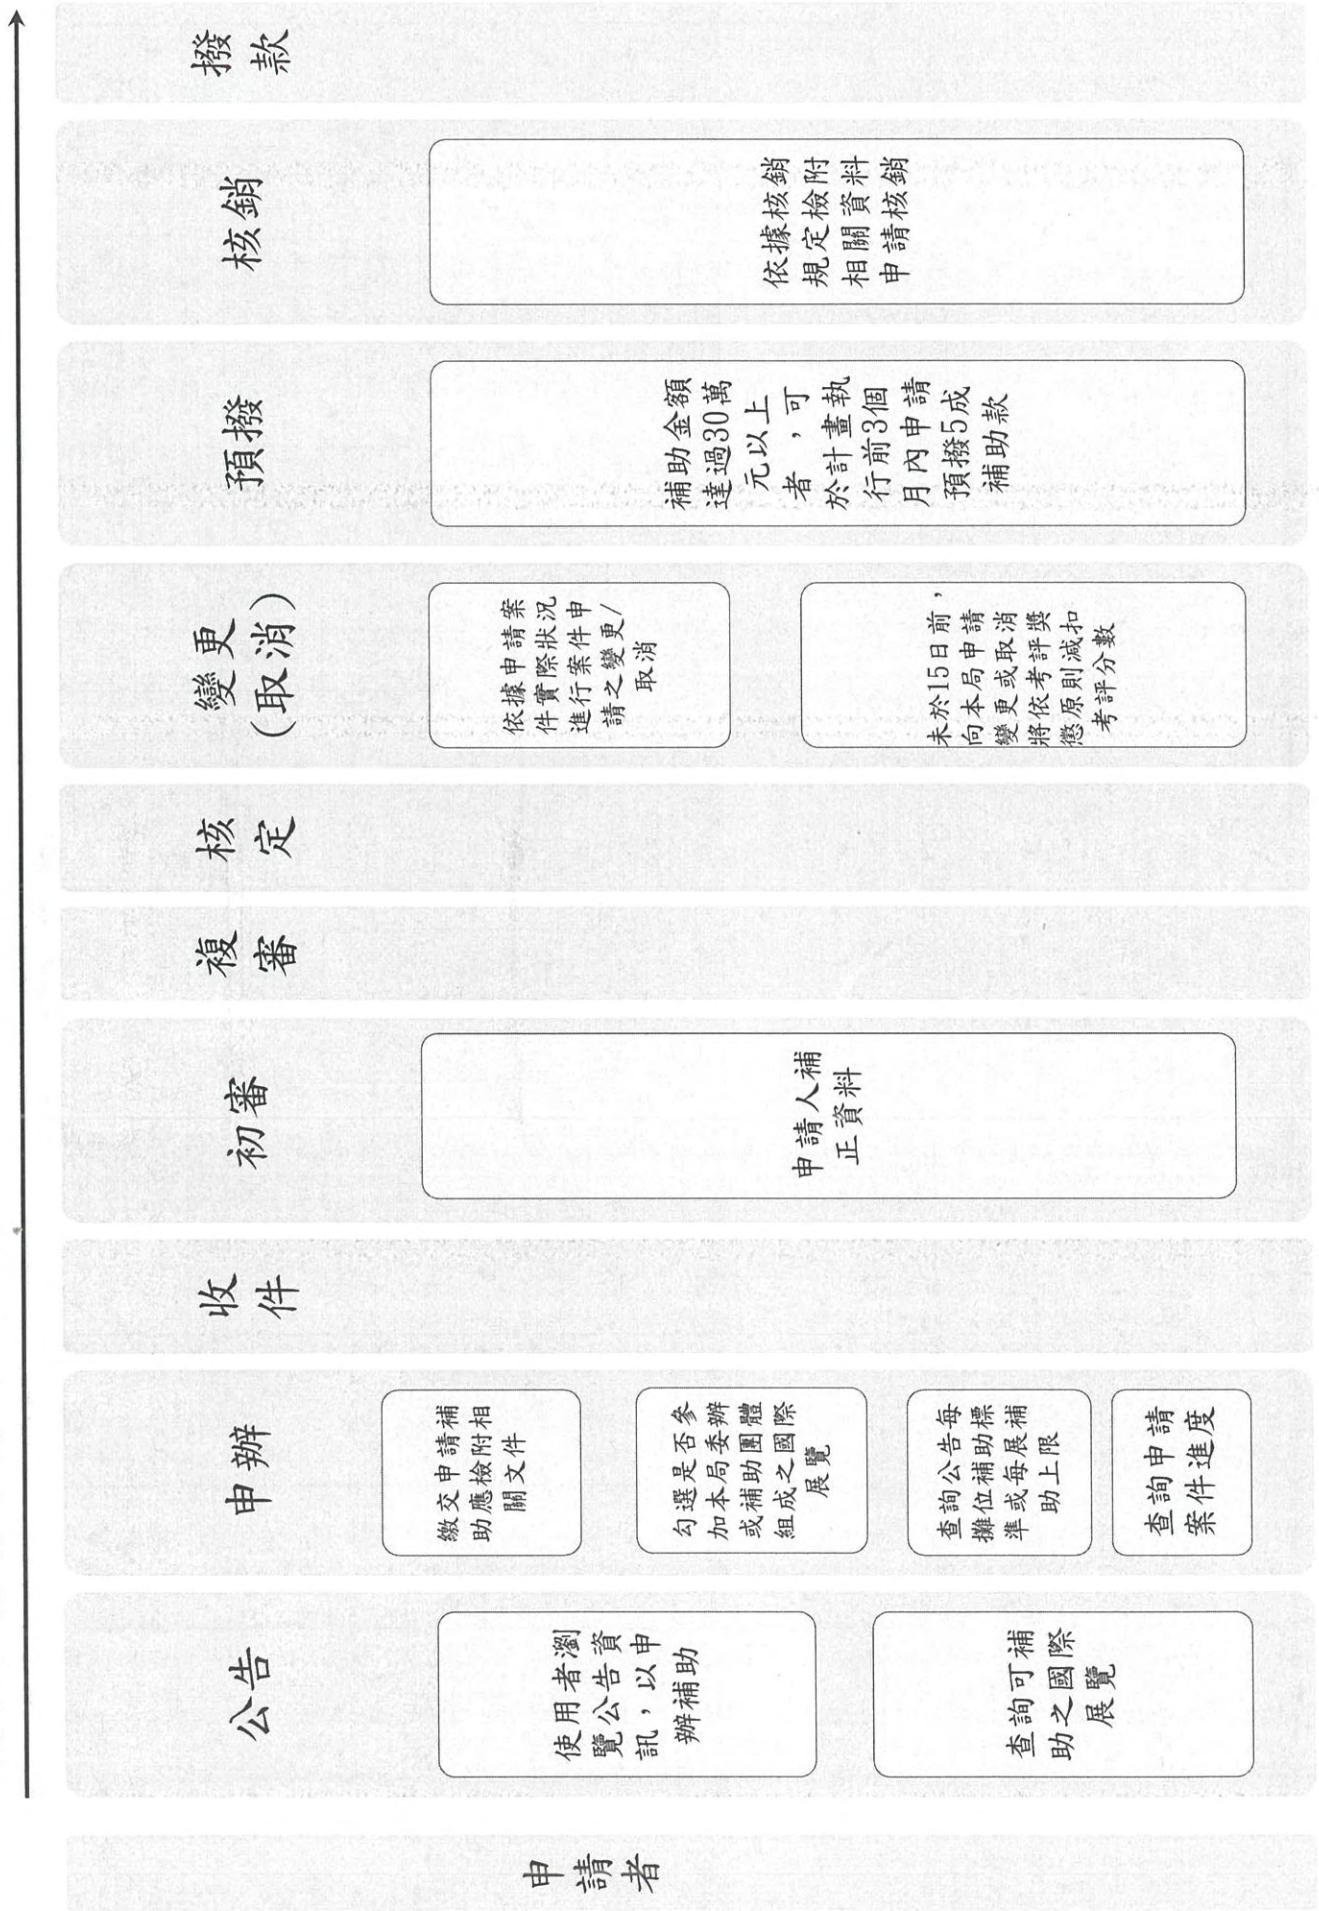 申
請
者
公告
使用者瀏
覽公告資
訊，以申
辦補助
查詢可補
助之國際
展覽
申辦
繳交申請補
助應檢附相
關文件
勾選是否參
加本局委辦
或補助團體
組成之國際
展覽
查詢公告每
攤位補助標
準或每展補
助上限
查詢申請
案件進度
收
件
初審
申請人補
正資料
複
審
核
定
變更
(取消)
依據申請案
件實際狀況
進行案件申
請之變更/
取消
未於15日前，
向本局申請
變更或取消
將依考評獎
懲原則減扣
考評分數
預撥
補助金額
達過30萬
元以上
者，可
於計畫執
行前3個
月內申請
預撥5成
補助款
核銷
依據核銷
規定檢附
相關資料
申請核銷
撥
款